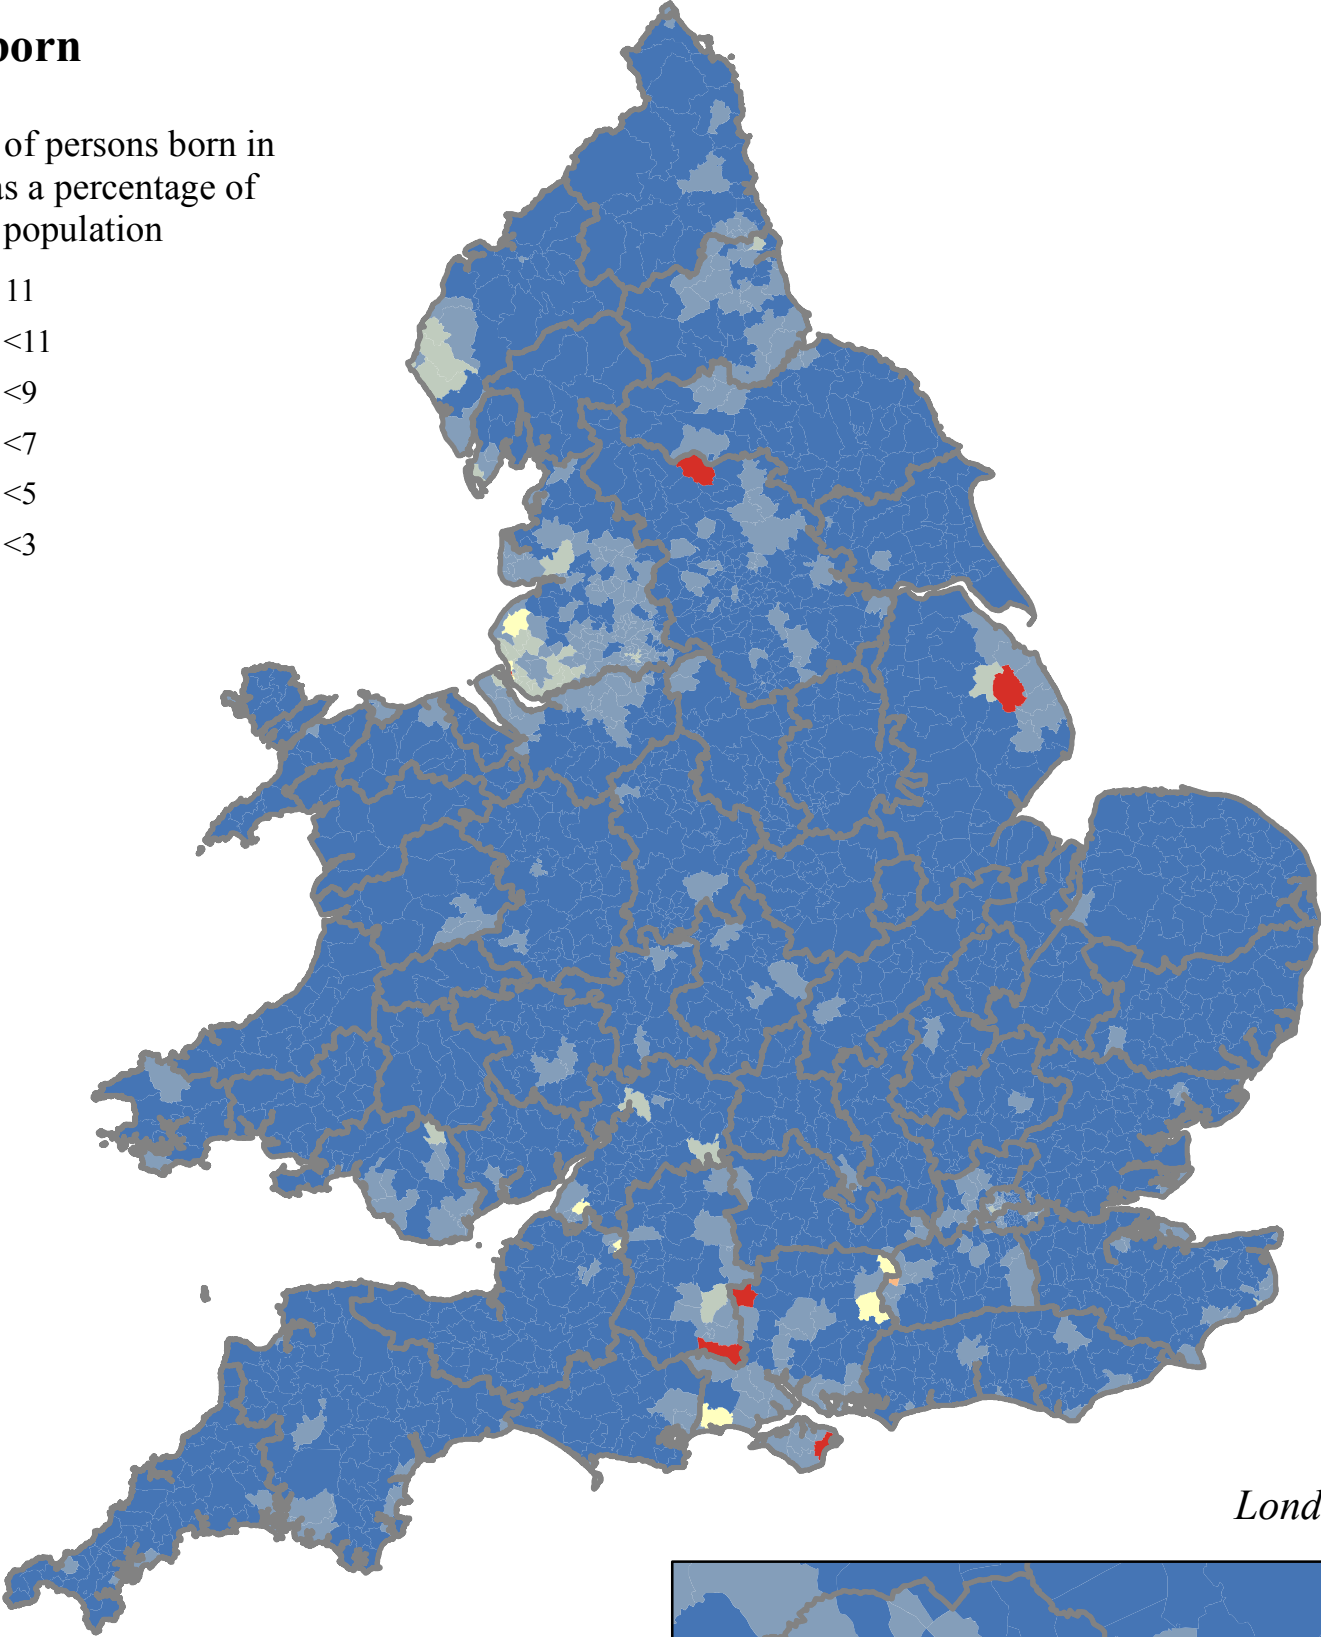 born
of persons born in
as a percentage of
population
11
<11
<9
<7
<5
<3
Lond